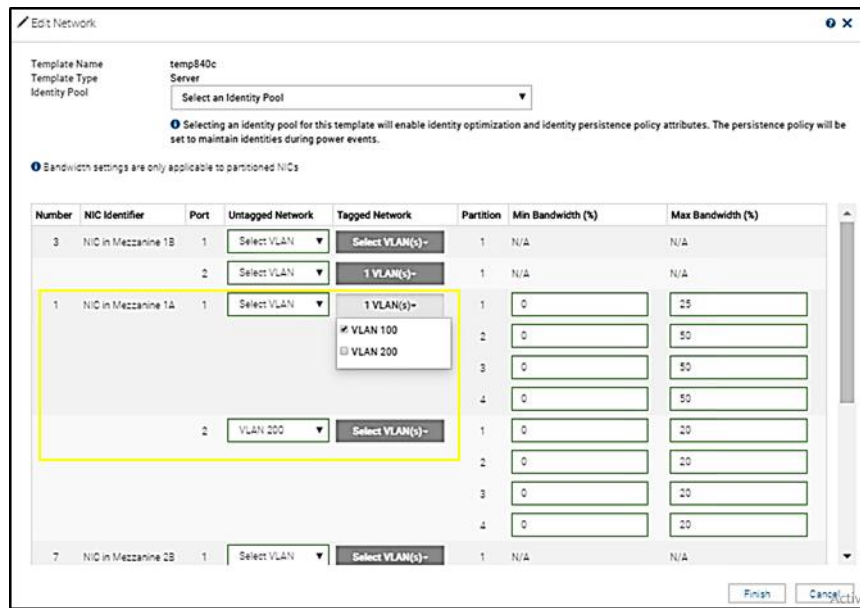 Edit Network
Template Name temp840c
Template Type Server
Identity Pool Select an Identity Pool
Selecting an identity pool for this template will enable identity optimization and identity persistence policy attributes. The persistence policy will be
set to maintain identities during power events.
Bandwidth settings are only applicable to partitioned NICs
Number NIC Identifier Port Untagged Network Tagged Network Partition Min Bandwidth (%) Max Bandwidth (%)
3 NIC in Mezzanine 1B 1 Select VLAN Select VLAN(s) 1 N/A N/A
2 Select VLAN 1 VLAN(s) 1 N/A N/A
1 NIC in Mezzanine 1A 1 Select VLAN 1 VLAN(s) 1 0 25
VLAN 100
2 0 50
VLAN 200
3 0 50
4 0 50
2 VLAN 200 Select VLAN(s) 1 0 20
2 0 20
3 0 20
4 0 20
7 NIC in Mezzanine 2B 1 Select VLAN Select VLAN(s) 1 N/A N/A
Finish Cancel
Activ